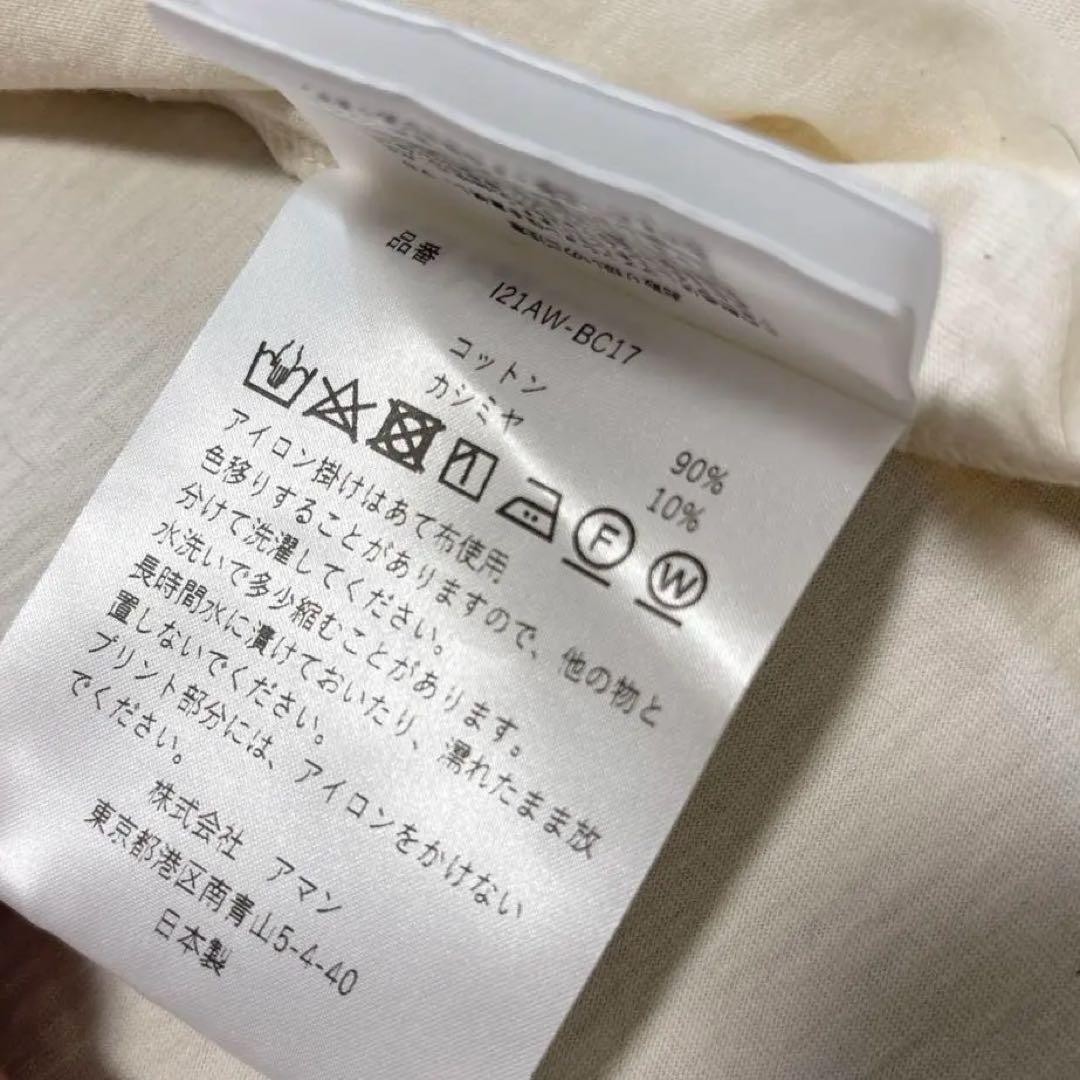 品番
I21AW-BC17
コットン 90%
カシミヤ 10%
F W
アイロン掛けはあて布使用
色移りすることがありますので、他の物と
分けて洗濯してください。
水洗いで多少縮むことがあります。
長時間水に漬けておいたり、濡れたまま放
置しないでください。
プリント部分には、アイロンをかけない
でください。
株式会社 アマン
東京都港区南青山5-4-40
日本製